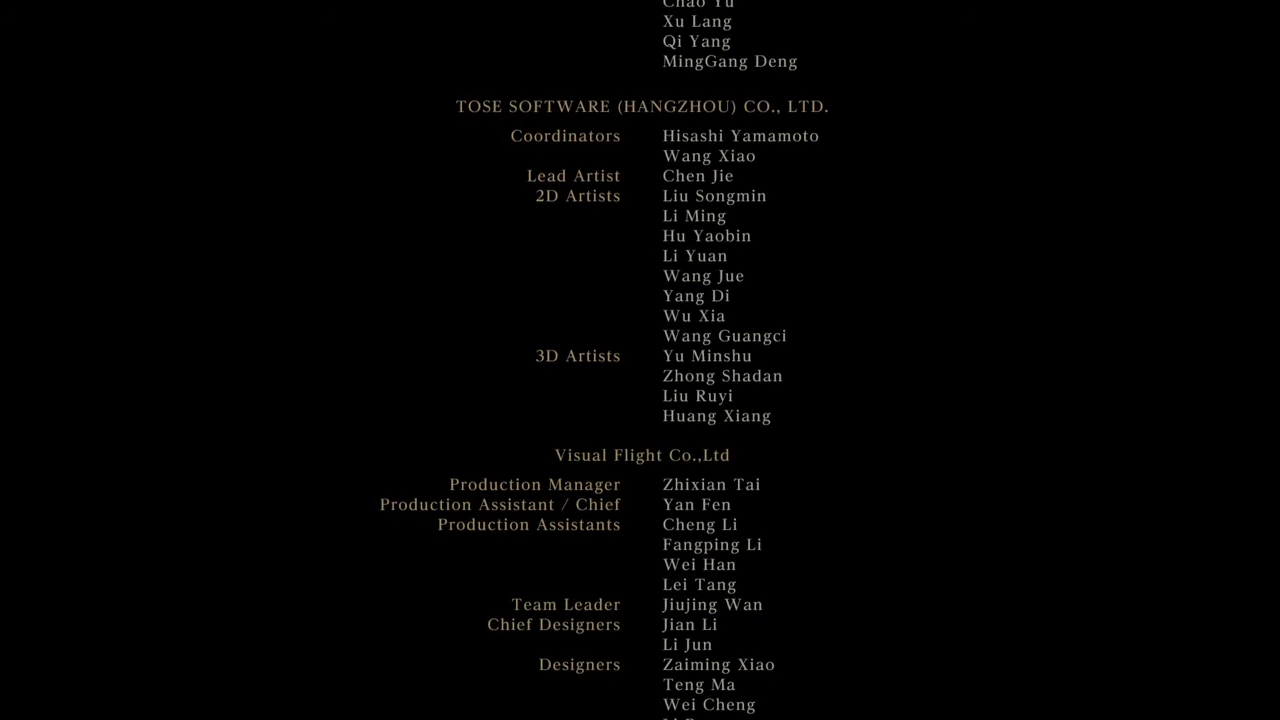 Chao Yu
Xu Lang
Qi Yang
MingGang Deng
TOSE SOFTWARE (HANGZHOU) CO., LTD.
Coordinators Hisashi Yamamoto
Wang Xiao
Lead Artist Chen Jie
2D Artists Liu Songmin
Li Ming
Hu Yaobin
Li Yuan
Wang Jue
Yang Di
Wu Xia
Wang Guangci
3D Artists Yu Minshu
Zhong Shadan
Liu Ruyi
Huang Xiang
Visual Flight Co.,Ltd
Production Manager Zhixian Tai
Production Assistant / Chief Yan Fen
Production Assistants Cheng Li
Fangping Li
Wei Han
Lei Tang
Team Leader Jiujing Wan
Chief Designers Jian Li
Li Jun
Designers Zaiming Xiao
Teng Ma
Wei Cheng